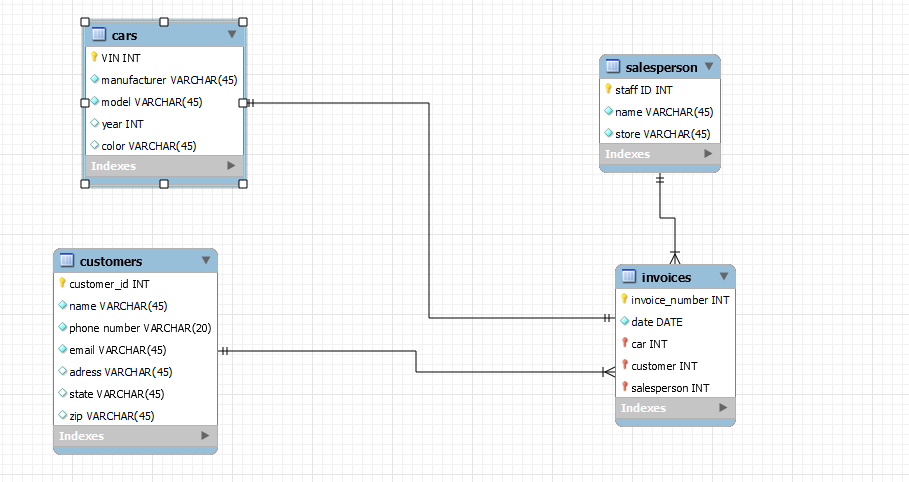 cars
VIN INT
manufacturer VARCHAR(45)
model VARCHAR(45)
year INT
color VARCHAR(45)
Indexes
salesperson
staff ID INT
name VARCHAR(45)
store VARCHAR(45)
Indexes
customers
customer_id INT
name VARCHAR(45)
phone number VARCHAR(20)
email VARCHAR(45)
adress VARCHAR(45)
state VARCHAR(45)
zip VARCHAR(45)
Indexes
invoices
invoice_number INT
date DATE
car INT
customer INT
salesperson INT
Indexes